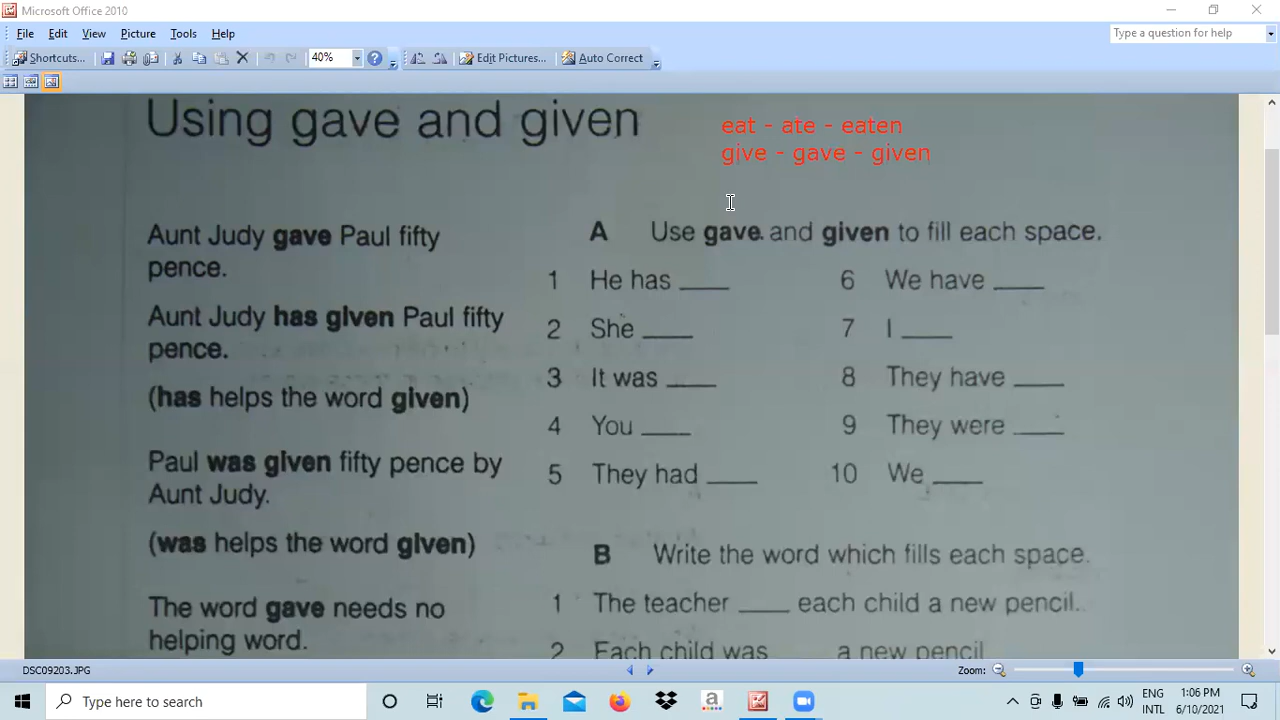 Microsoft Office 2010
File Edit View Picture Tools Help
Type a question for help
Shortcuts... 40% Edit Pictures... Auto Correct
Using gave and given
eat - ate - eaten
give - gave - given
Aunt Judy gave Paul fifty
pence.
Aunt Judy has given Paul fifty
pence.
(has helps the word given)
Paul was given fifty pence by
Aunt Judy.
(was helps the word given)
The word gave needs no
helping word.
A Use gave and given to fill each space.
1 He has ____
2 She ____
3 It was ____
4 You ____
5 They had ____
6 We have ____
7 I ____
8 They have ____
9 They were ____
10 We ____
B Write the word which fills each space.
1 The teacher ____ each child a new pencil.
2 Each child was ____ a new pencil
DSC09203.JPG
Zoom:
Type here to search
ENG
INTL
1:06 PM
6/10/2021